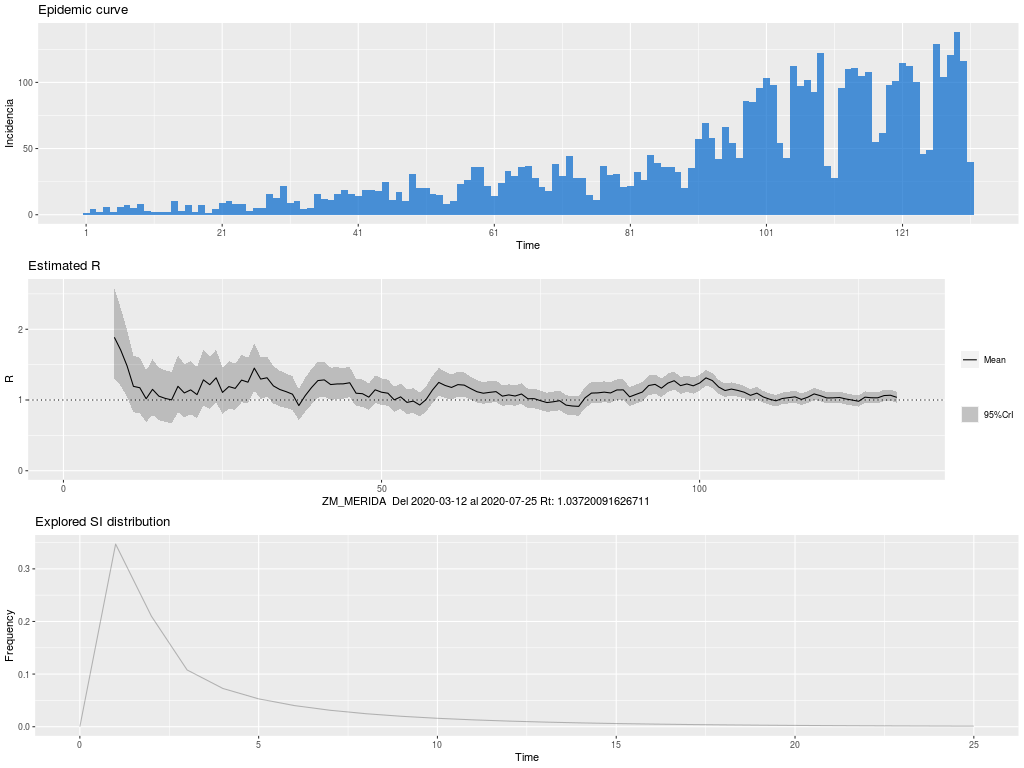 Epidemic curve
Incidencia
100
50
0
1 21 41 61 81 101 121
Time
Estimated R
R
2
1
0
0 50 100
ZM_MERIDA Del 2020-03-12 al 2020-07-25 Rt: 1.03720091626711
Mean
95%CrI
Explored SI distribution
Frequency
0.3
0.2
0.1
0.0
0 5 10 15 20 25
Time